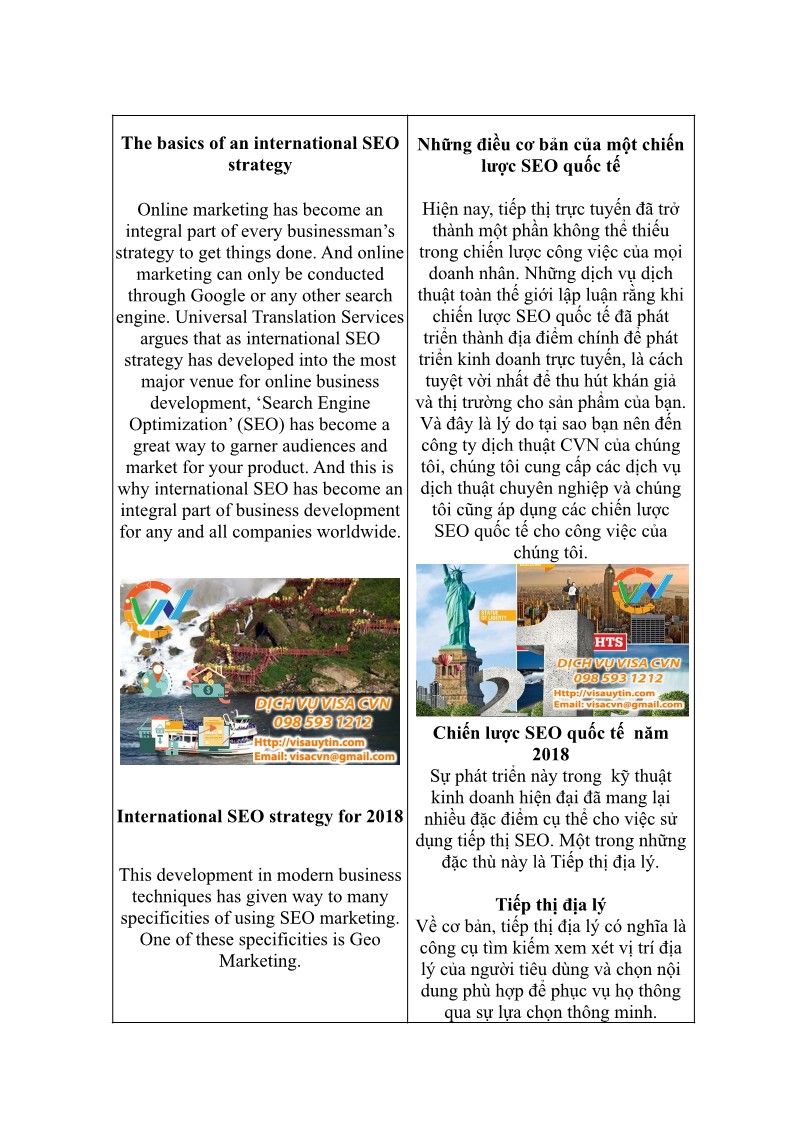 The basics of an international SEO
strategy
Online marketing has become an
integral part of every businessman’s
strategy to get things done. And online
marketing can only be conducted
through Google or any other search
engine. Universal Translation Services
argues that as international SEO
strategy has developed into the most
major venue for online business
development, ‘Search Engine
Optimization’ (SEO) has become a
great way to garner audiences and
market for your product. And this is
why international SEO has become an
integral part of business development
for any and all companies worldwide.
CVN
DỊCH VỤ VISA CVN
098 593 1212
Http://visauytin.com
Email: visacvn@gmail.com
International SEO strategy for 2018
This development in modern business
techniques has given way to many
specificities of using SEO marketing.
One of these specificities is Geo
Marketing.
Những điều cơ bản của một chiến
lược SEO quốc tế
Hiện nay, tiếp thị trực tuyến đã trở
thành một phần không thể thiếu
trong chiến lược công việc của mọi
doanh nhân. Những dịch vụ dịch
thuật toàn thế giới lập luận rằng khi
chiến lược SEO quốc tế đã phát
triển thành địa điểm chính để phát
triển kinh doanh trực tuyến, là cách
tuyệt vời nhất để thu hút khán giả
và thị trường cho sản phẩm của bạn.
Và đây là lý do tại sao bạn nên đến
công ty dịch thuật CVN của chúng
tôi, chúng tôi cung cấp các dịch vụ
dịch thuật chuyên nghiệp và chúng
tôi cũng áp dụng các chiến lược
SEO quốc tế cho công việc của
chúng tôi.
CVN
STATUE
OF LIBERTY
21
HTS
DỊCH VỤ VISA CVN
098 593 1212
Http://visauytin.com
Email: visacvn@gmail.com
Chiến lược SEO quốc tế năm
2018
Sự phát triển này trong kỹ thuật
kinh doanh hiện đại đã mang lại
nhiều đặc điểm cụ thể cho việc sử
dụng tiếp thị SEO. Một trong những
đặc thù này là Tiếp thị địa lý.
Tiếp thị địa lý
Về cơ bản, tiếp thị địa lý có nghĩa là
công cụ tìm kiếm xem xét vị trí địa
lý của người tiêu dùng và chọn nội
dung phù hợp để phục vụ họ thông
qua sự lựa chọn thông minh.